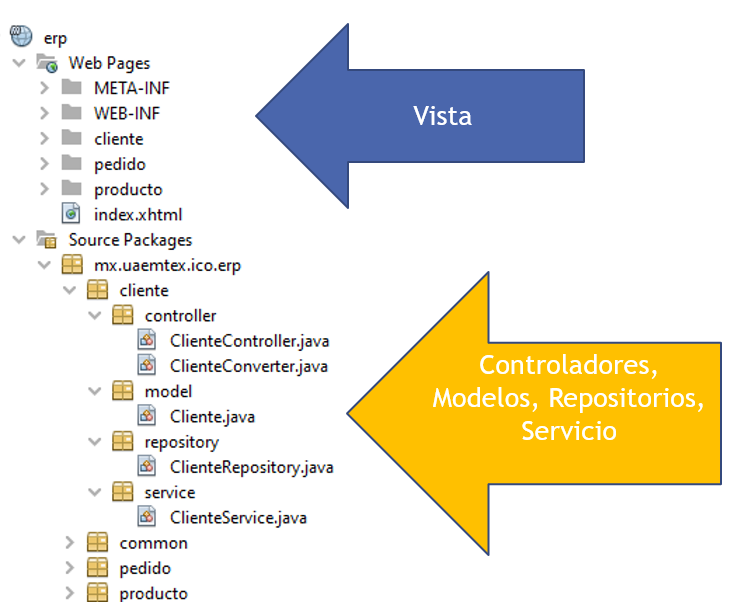 erp
Web Pages
META-INF
WEB-INF
cliente
pedido
producto
index.xhtml
Vista
Source Packages
mx.uaemtex.ico.erp
cliente
controller
ClienteController.java
ClienteConverter.java
model
Cliente.java
repository
ClienteRepository.java
service
ClienteService.java
common
pedido
producto
Controladores,
Modelos, Repositorios,
Servicio